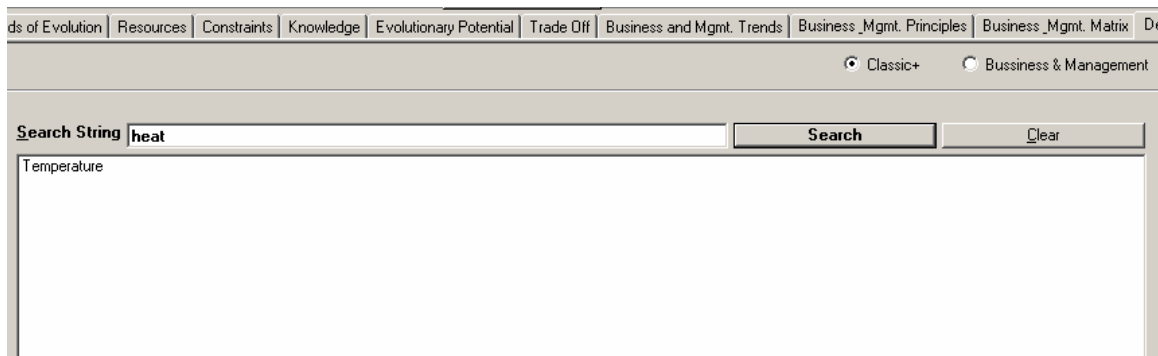 ds of Evolution Resources Constraints Knowledge Evolutionary Potential Trade Off Business and Mgmt. Trends Business_Mgmt. Principles Business_Mgmt. Matrix De
Classic+ Bussiness & Management
Search String heat Search Clear
Temperature